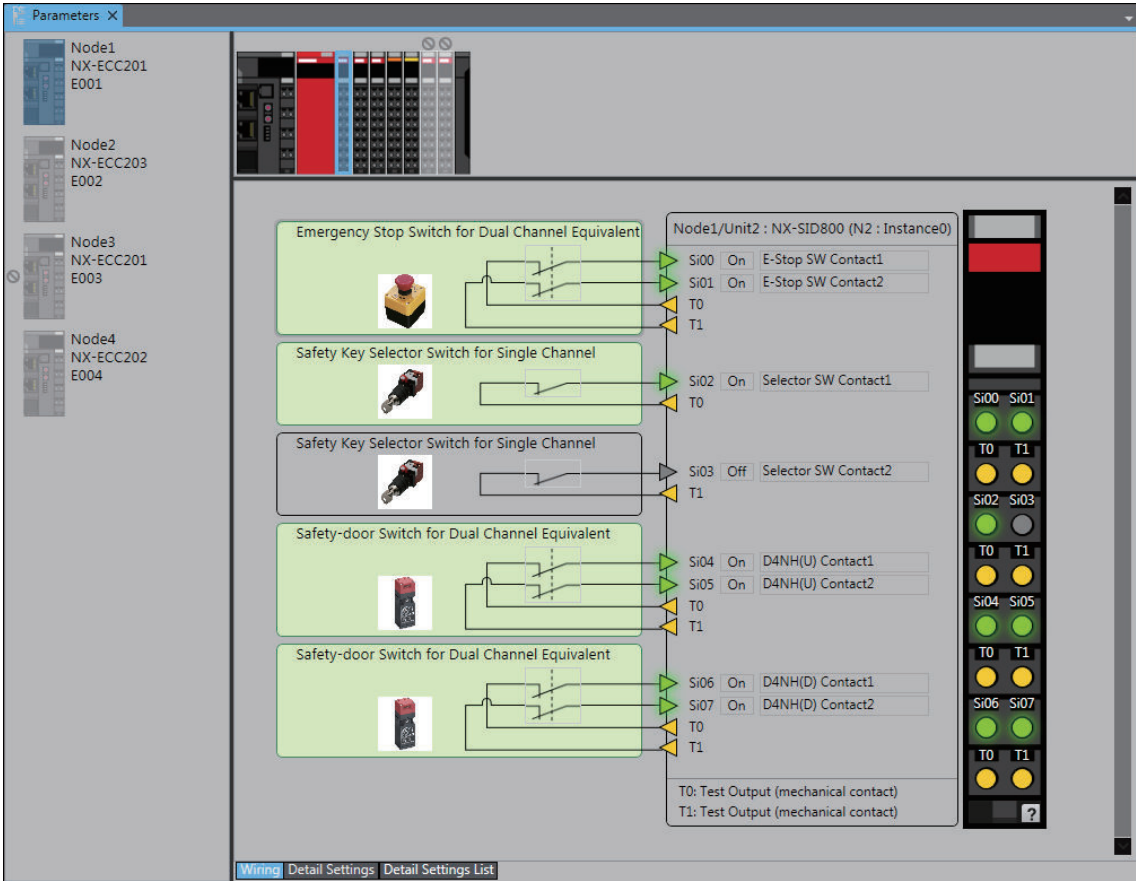 Parameters X
Node1
NX-ECC201
E001
Node2
NX-ECC203
E002
Node3
NX-ECC201
E003
Node4
NX-ECC202
E004
Emergency Stop Switch for Dual Channel Equivalent
Node1/Unit2 : NX-SID800 (N2 : Instance0)
Si00 On E-Stop SW Contact1
Si01 On E-Stop SW Contact2
T0
T1
Safety Key Selector Switch for Single Channel
Si02 On Selector SW Contact1
T0
Safety Key Selector Switch for Single Channel
Si03 Off Selector SW Contact2
T1
Safety-door Switch for Dual Channel Equivalent
Si04 On D4NH(U) Contact1
Si05 On D4NH(U) Contact2
T0
T1
Safety-door Switch for Dual Channel Equivalent
Si06 On D4NH(D) Contact1
Si07 On D4NH(D) Contact2
T0
T1
T0: Test Output (mechanical contact)
T1: Test Output (mechanical contact)
Si00 Si01
T0 T1
Si02 Si03
T0 T1
Si04 Si05
T0 T1
Si06 Si07
T0 T1
?
Wiring Detail Settings Detail Settings List